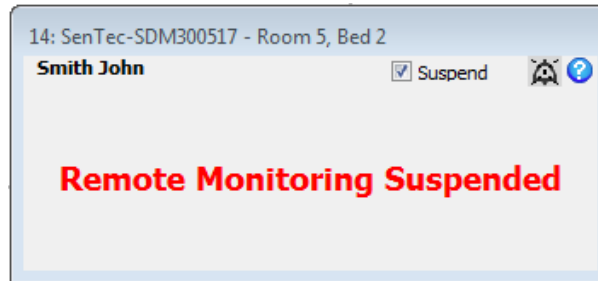 14: SenTec-SDM300517 - Room 5, Bed 2
Smith John Suspend
Remote Monitoring Suspended